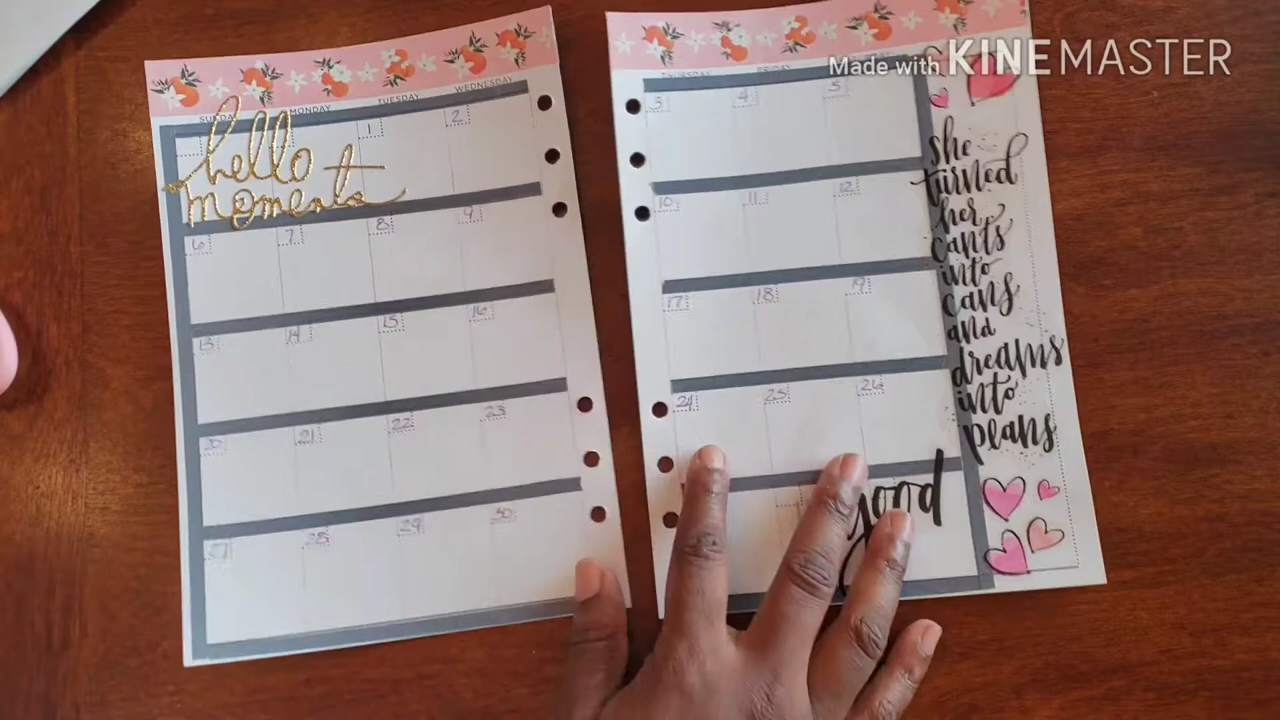 Made with KINEMASTER
SUNDAY MONDAY TUESDAY WEDNESDAY
hello
moments
1 2
6 7 8 9
13 14 15 16
20 21 22 23
27 28 29 30
THURSDAY FRIDAY
3 4 5
10 11 12
17 18 19
24 25 26
good
she
turned
her
cants
into
cans
and
dreams
into
plans